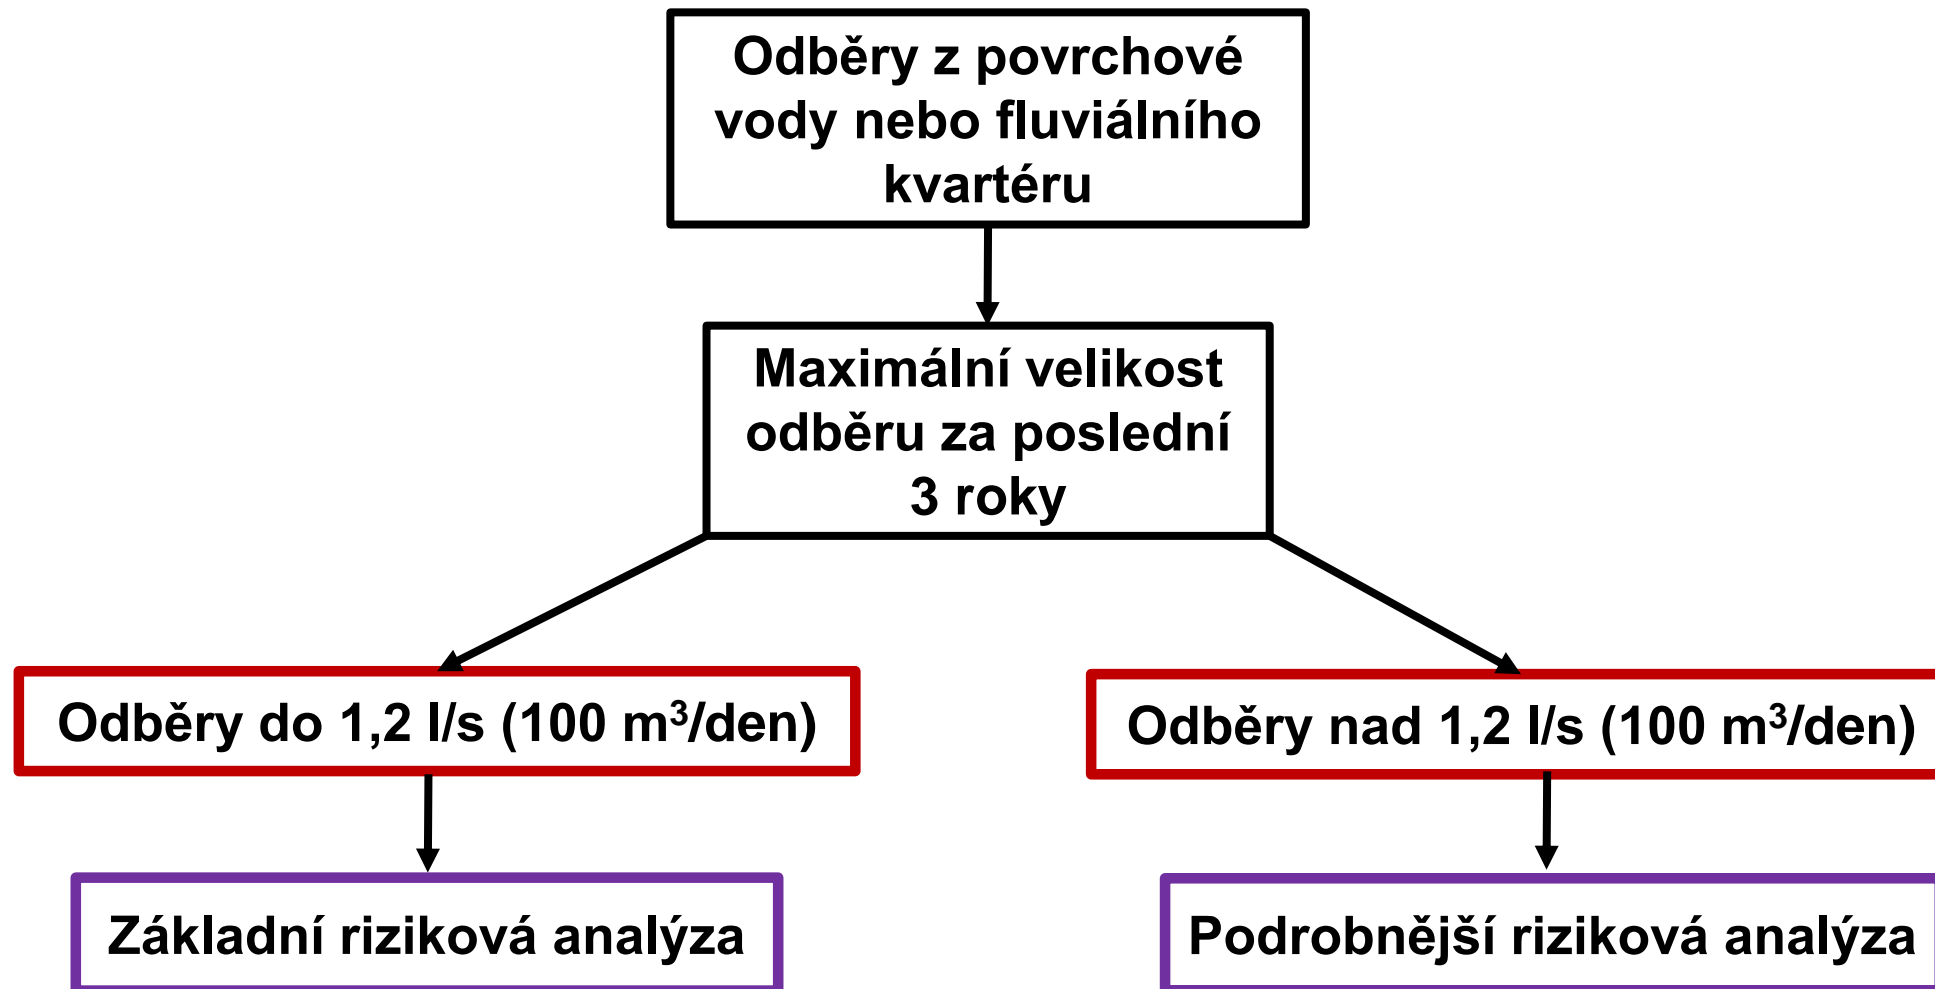 Odběry z povrchové
vody nebo fluviálního
kvartéru
Maximální velikost
odběru za poslední
3 roky
Odběry do 1,2 l/s (100 m³/den)
Odběry nad 1,2 l/s (100 m³/den)
Základní riziková analýza
Podrobnější riziková analýza